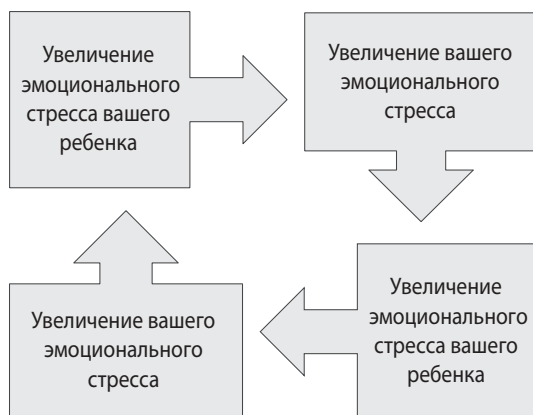 Увеличение
эмоционального
стресса вашего
ребенка
Увеличение вашего
эмоционального
стресса
Увеличение
эмоционального
стресса вашего
ребенка
Увеличение вашего
эмоционального
стресса